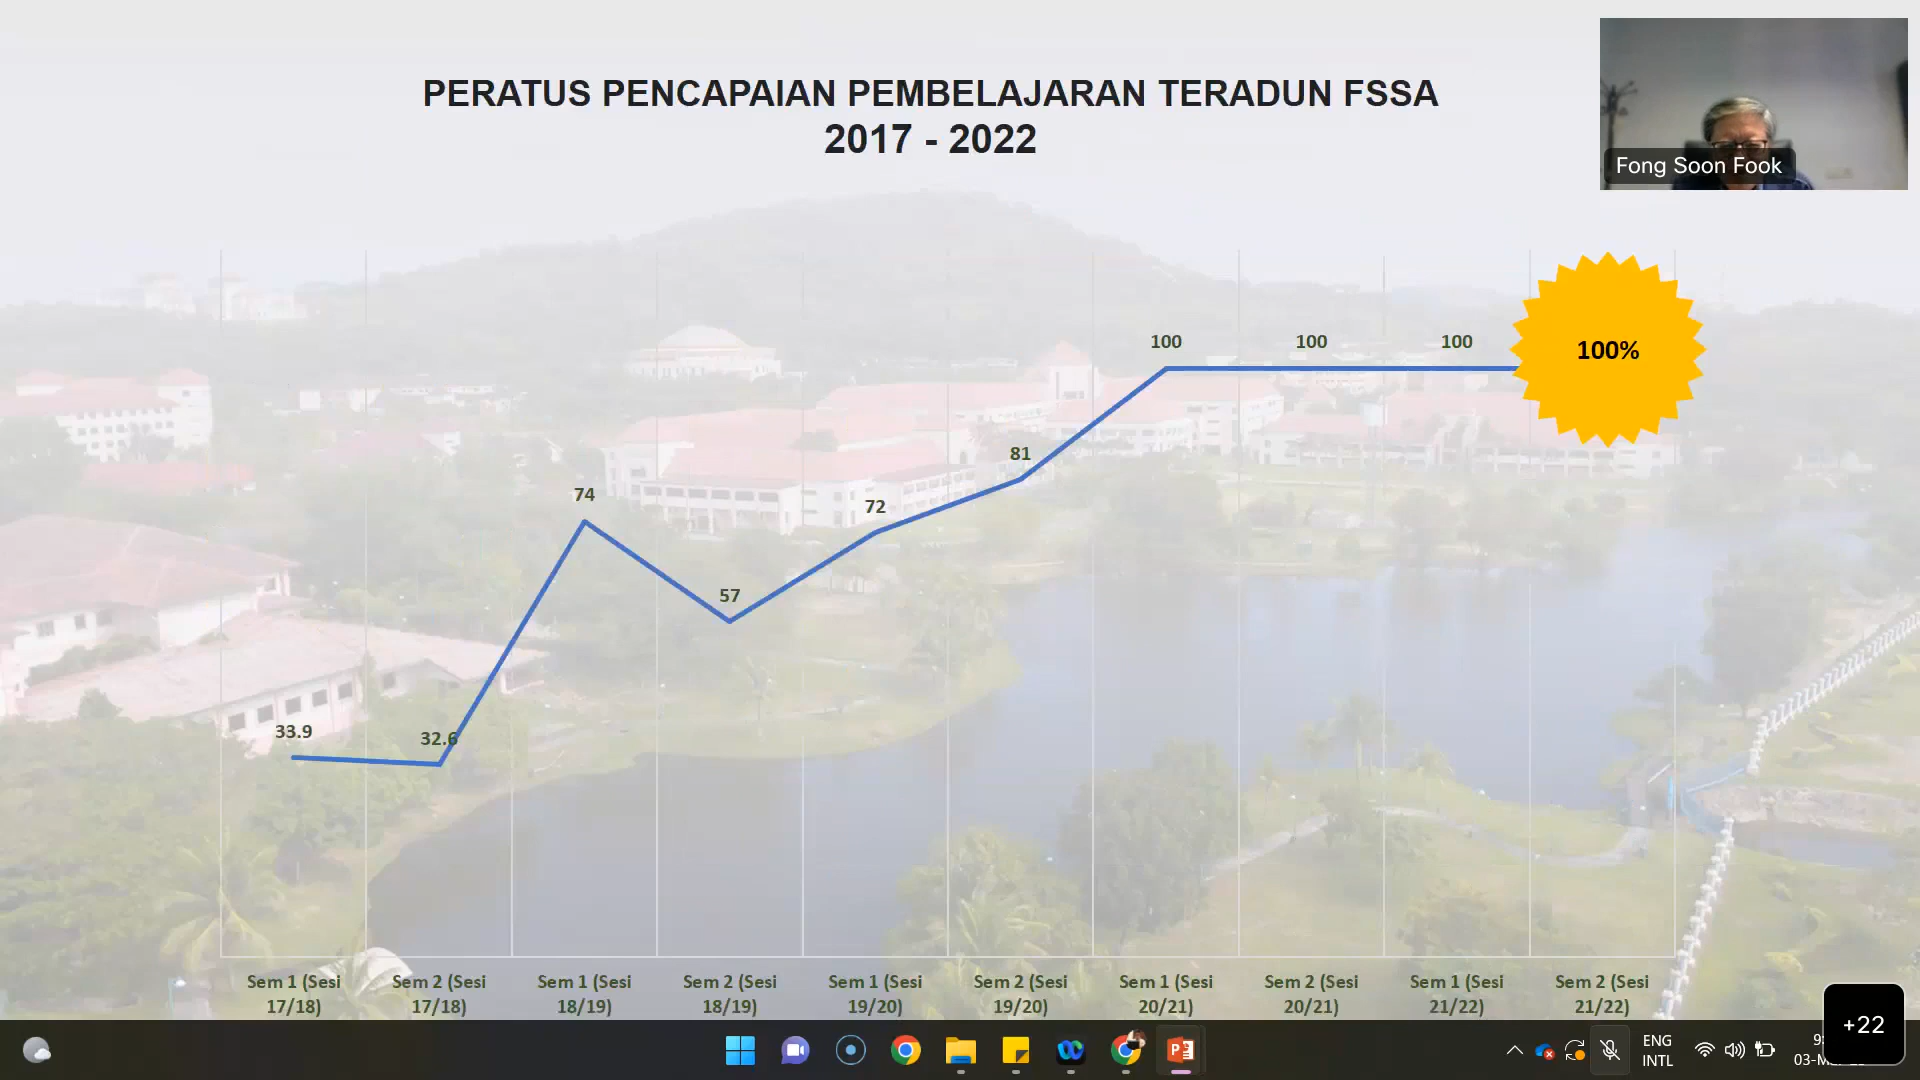 PERATUS PENCAPAIAN PEMBELAJARAN TERADUN FSSA
2017 - 2022
Fong Soon Fook
100 100 100
100%
81
74
72
57
33.9
32.6
Sem 1 (Sesi 17/18)
Sem 2 (Sesi 17/18)
Sem 1 (Sesi 18/19)
Sem 2 (Sesi 18/19)
Sem 1 (Sesi 19/20)
Sem 2 (Sesi 19/20)
Sem 1 (Sesi 20/21)
Sem 2 (Sesi 20/21)
Sem 1 (Sesi 21/22)
Sem 2 (Sesi 21/22)
+22
ENG
INTL